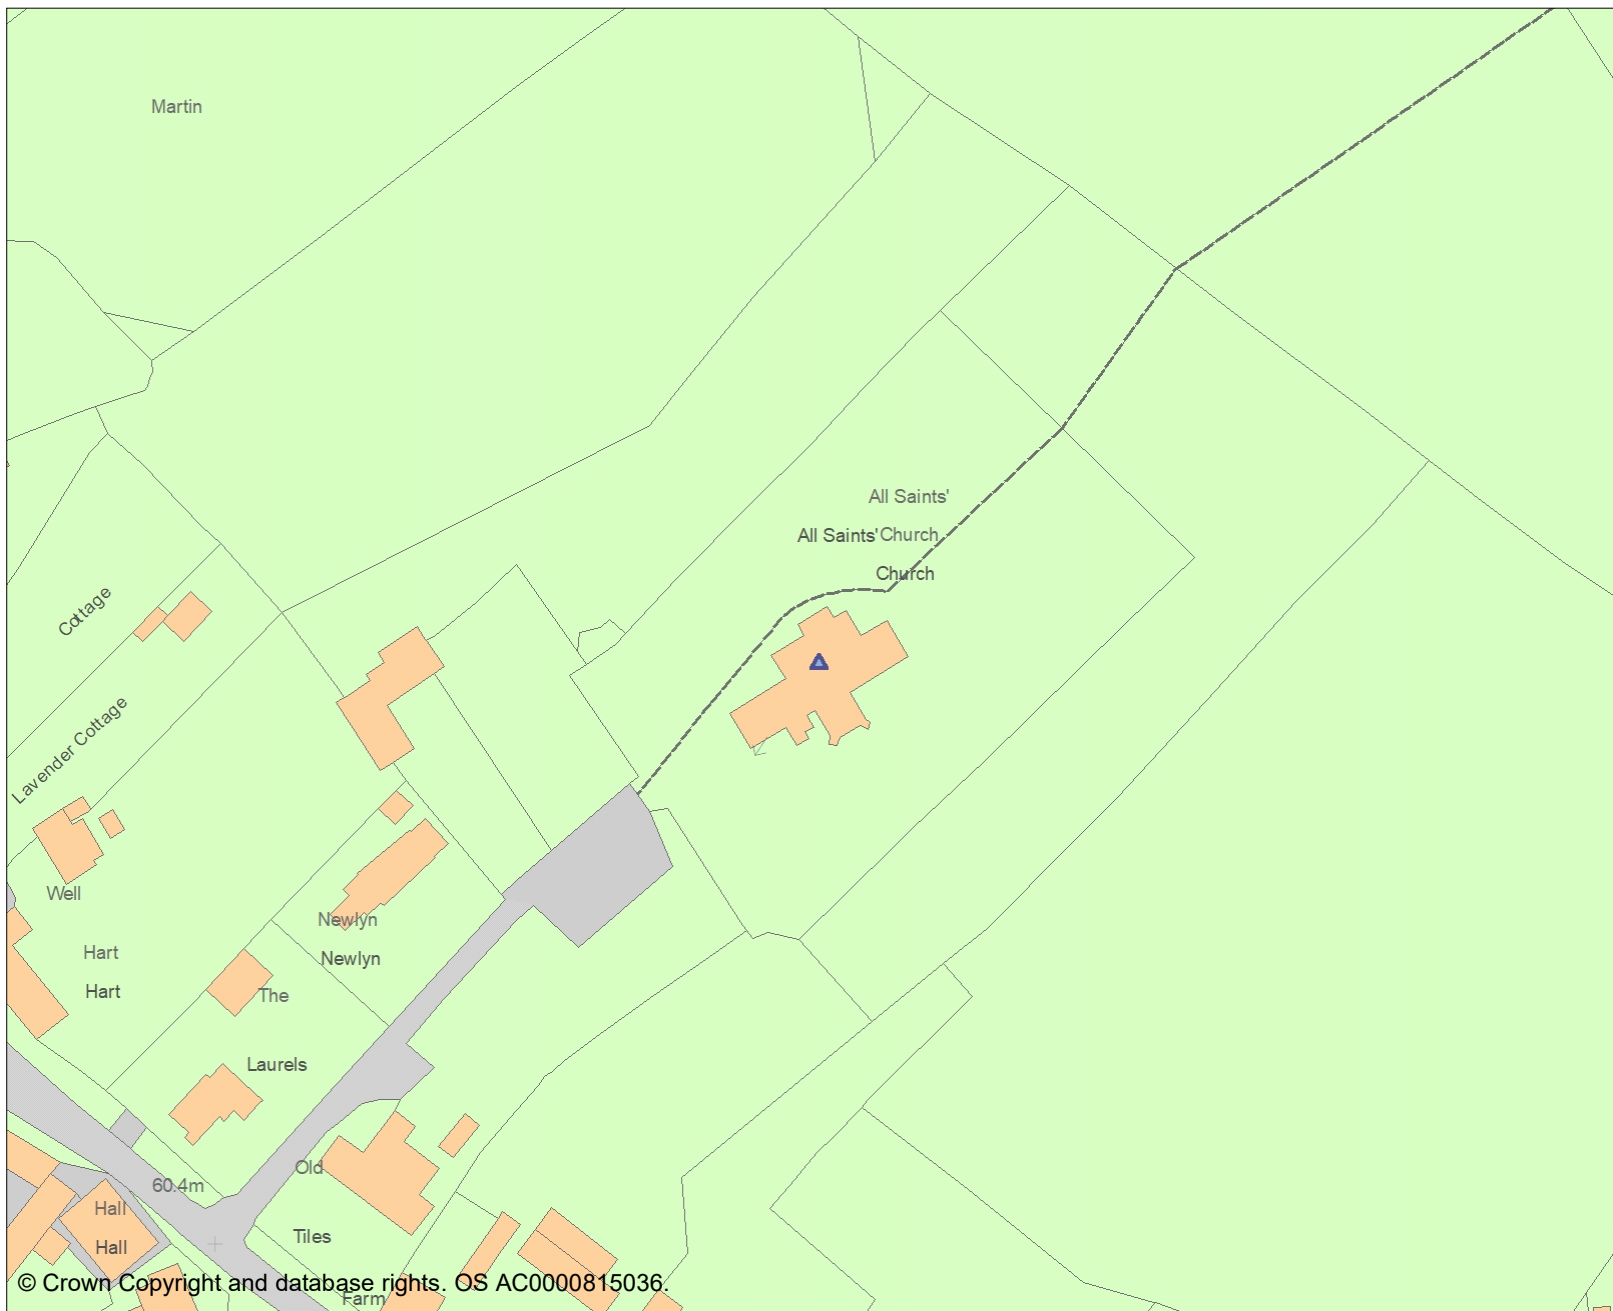 Martin
All Saints'
All Saints' Church
Church
Cottage
Lavender Cottage
Well
Newlyn
Hart
Newlyn
Hart
The
Laurels
Old
60.4m
Hall
Tiles
Hall
© Crown Copyright and database rights. OS AC0000815036.
Farm